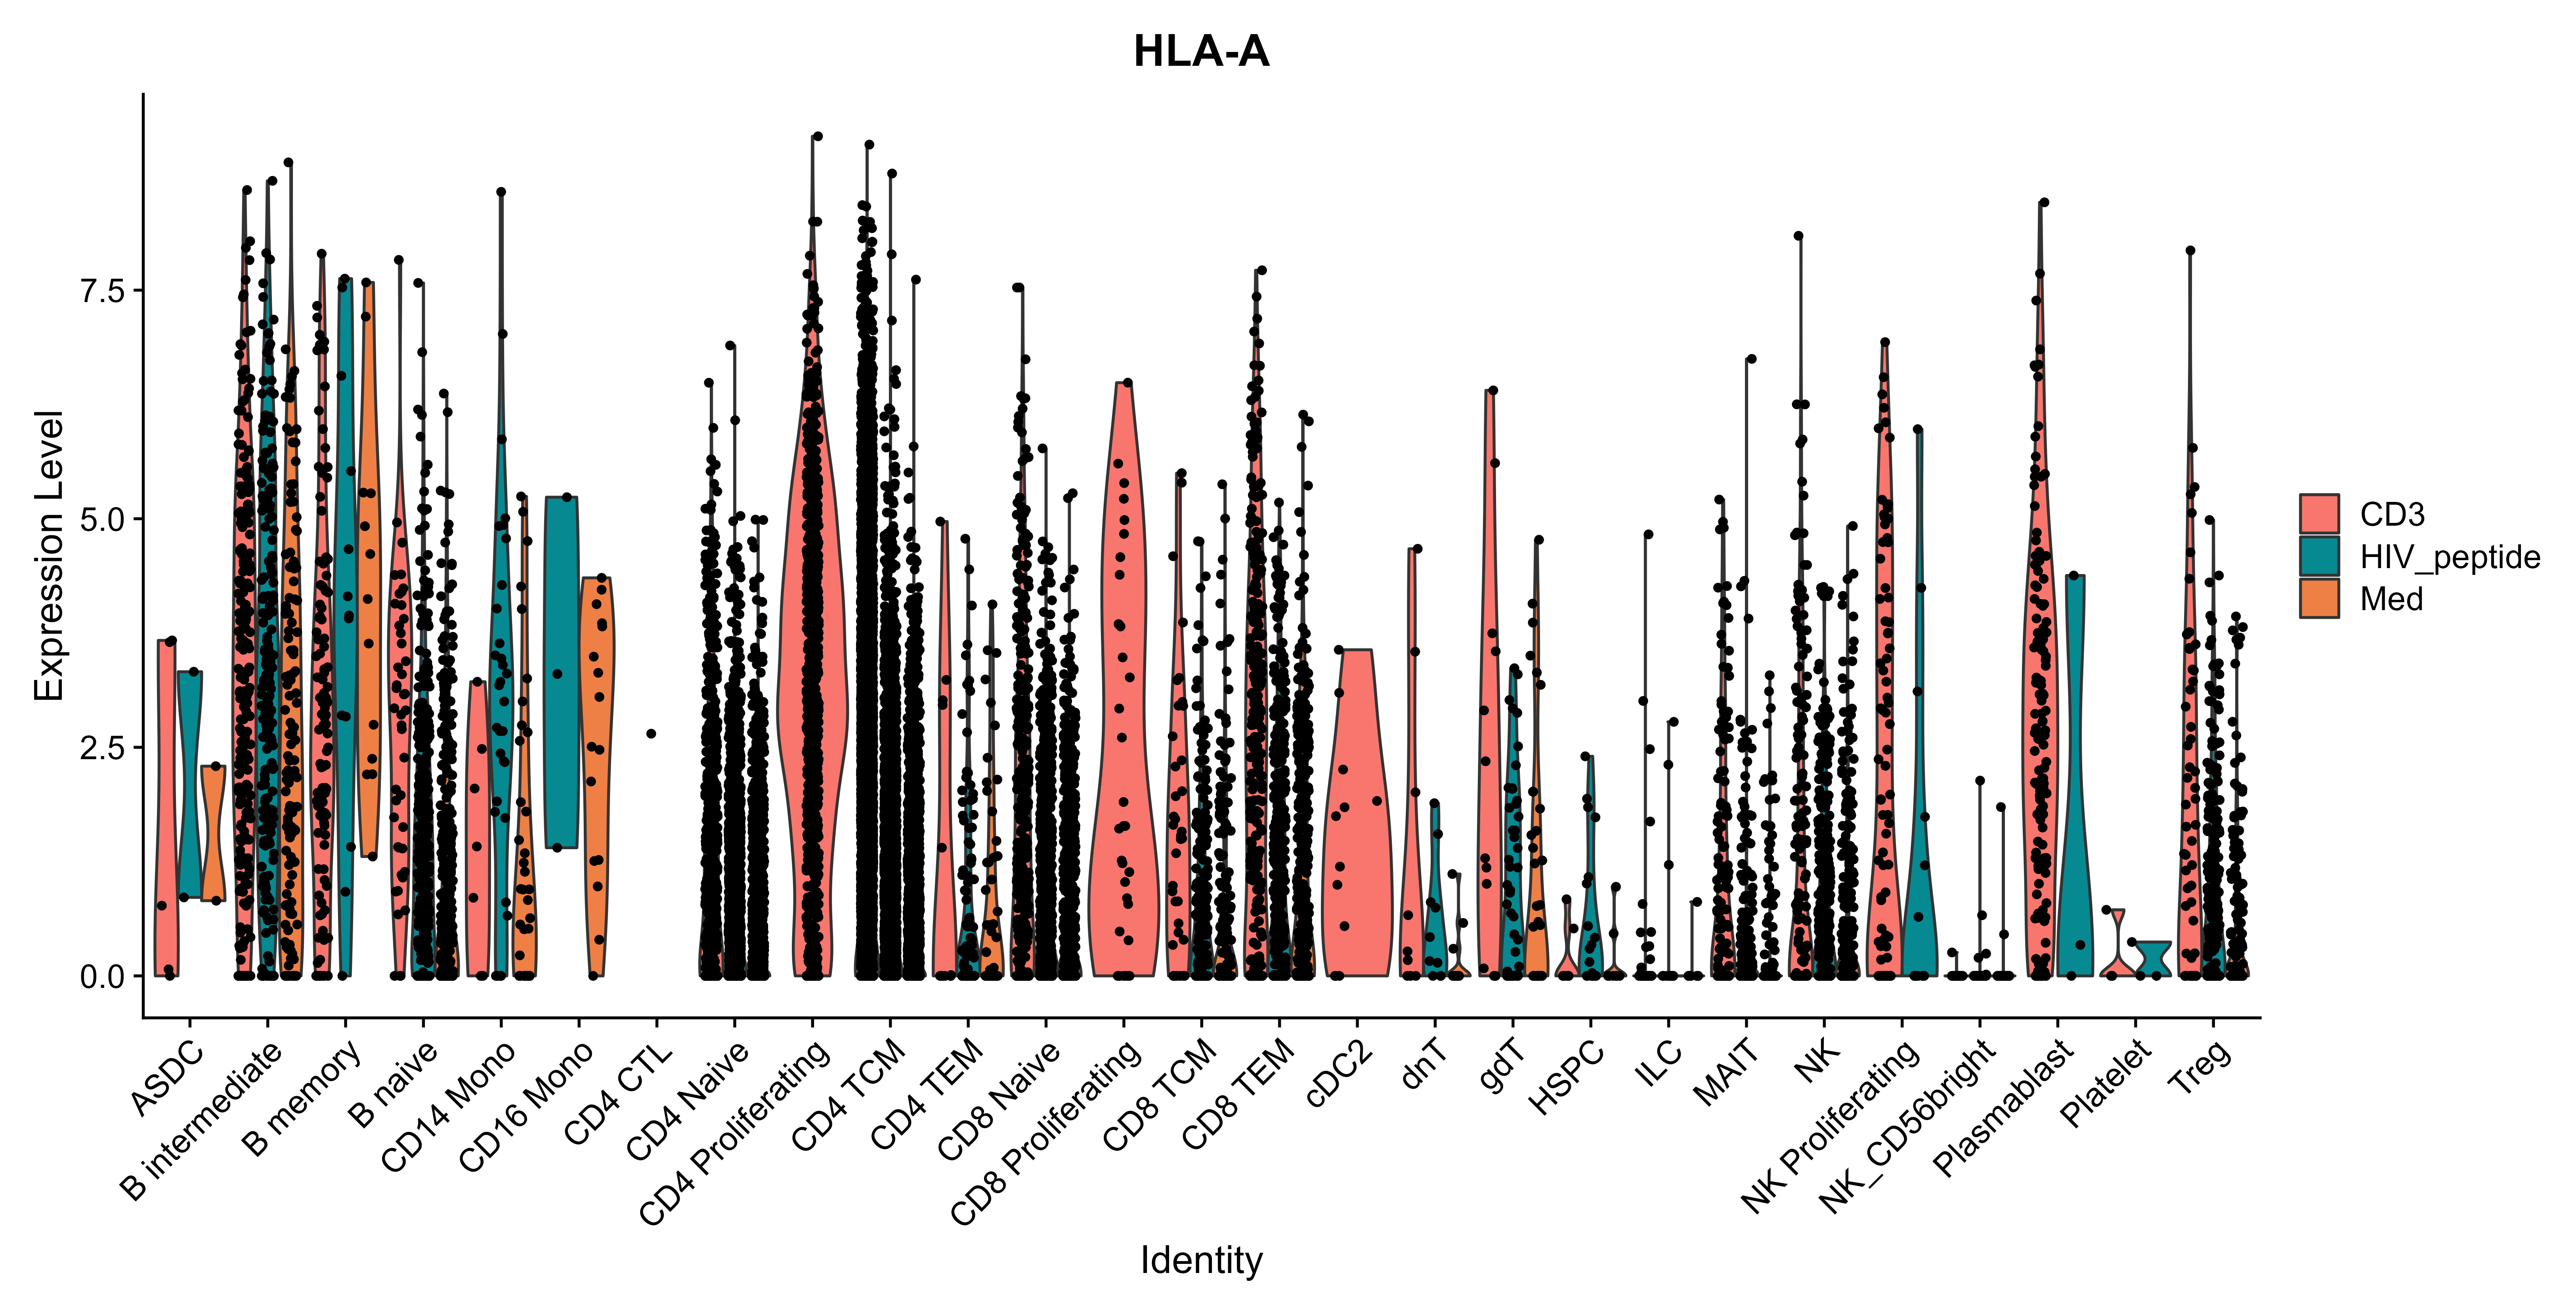 HLA-A
Expression Level
7.5
5.0
2.5
0.0
ASDC
B intermediate
B memory
B naive
CD14 Mono
CD16 Mono
CD4 CTL
CD4 Naive
CD4 Proliferating
CD4 TCM
CD4 TEM
CD8 Naive
CD8 Proliferating
CD8 TCM
CD8 TEM
cDC2
dnT
gdT
HSPC
ILC
MAIT
NK
NK Proliferating
NK_CD56bright
Plasmablast
Platelet
Treg
Identity
CD3
HIV_peptide
Med